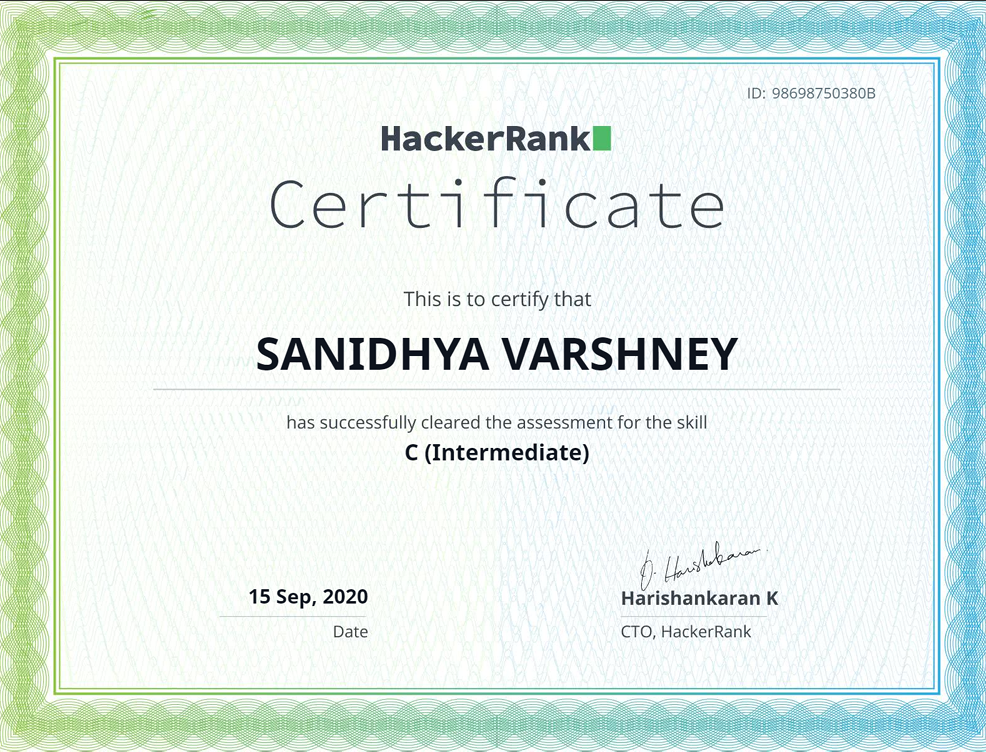 ID: 98698750380B
HackerRank
Certificate
This is to certify that
SANIDHYA VARSHNEY
has successfully cleared the assessment for the skill
C (Intermediate)
15 Sep, 2020
Date
Harishankaran
Harishankaran K
CTO, HackerRank